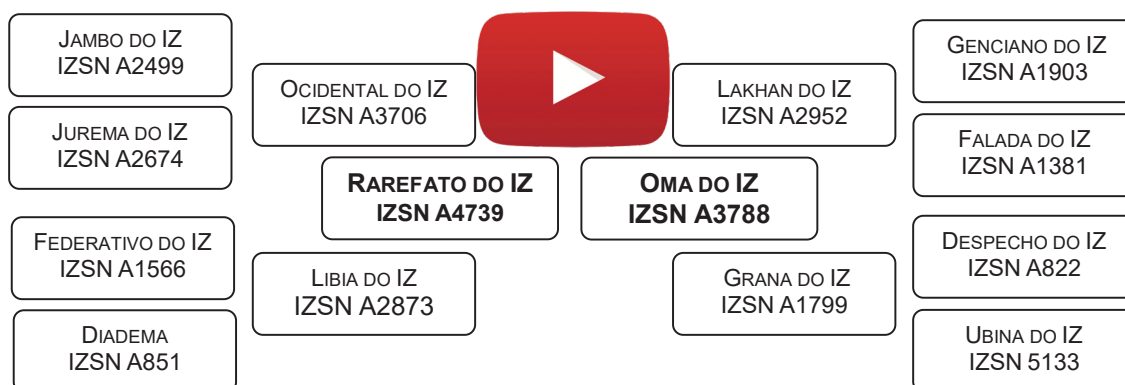 JAMBO DO IZ
IZSN A2499
JUREMA DO IZ
IZSN A2674
FEDERATIVO DO IZ
IZSN A1566
DIADEMA
IZSN A851
OCIDENTAL DO IZ
IZSN A3706
LIBIA DO IZ
IZSN A2873
RAREFATO DO IZ
IZSN A4739
OMA DO IZ
IZSN A3788
LAKHAN DO IZ
IZSN A2952
GRANA DO IZ
IZSN A1799
GENCIANO DO IZ
IZSN A1903
FALADA DO IZ
IZSN A1381
DESPECHO DO IZ
IZSN A822
UBINA DO IZ
IZSN 5133